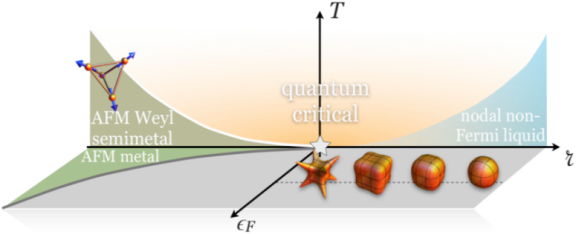 T
quantum
critical
AFM Weyl
semimetal
AFM metal
nodal non-
Fermi liquid
r
ϵF